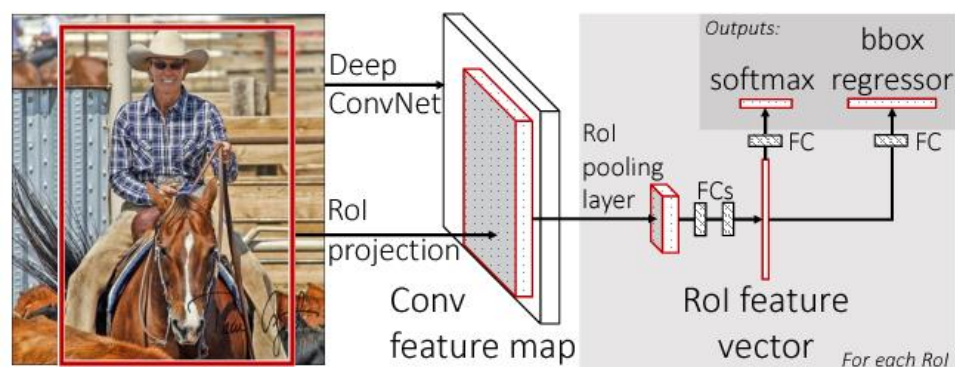 Deep
ConvNet
RoI
projection
Conv
feature map
RoI
pooling
layer
FCs
RoI feature
vector
Outputs:
softmax
bbox
regressor
FC
FC
For each RoI